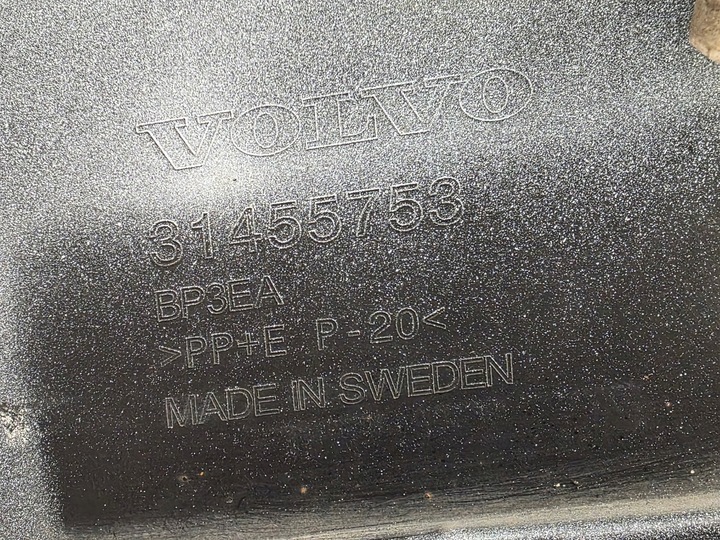 VOLVO
31455753
BP3EA
>PP+E P-20<
MADE IN SWEDEN